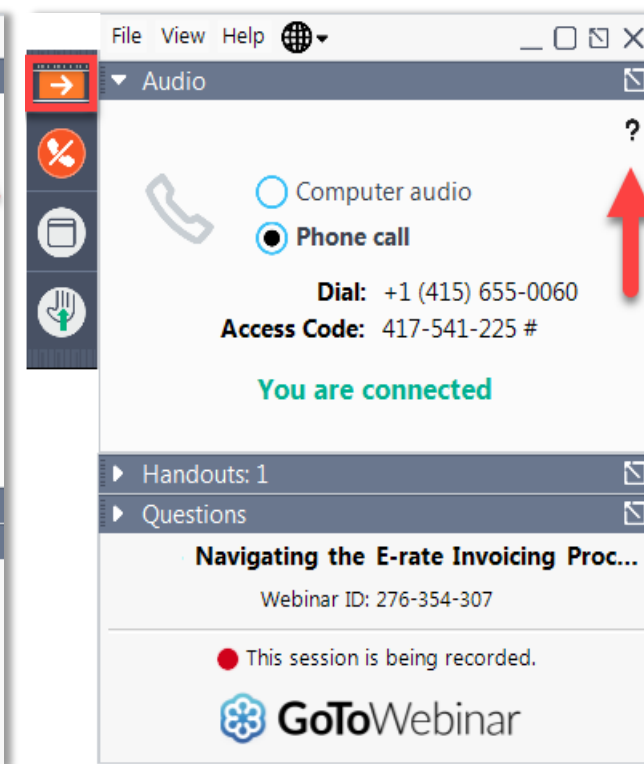 File View Help
Audio
?
Computer audio
Phone call
Dial: +1 (415) 655-0060
Access Code: 417-541-225 #
You are connected
Handouts: 1
Questions
Navigating the E-rate Invoicing Proc...
Webinar ID: 276-354-307
This session is being recorded.
GoToWebinar